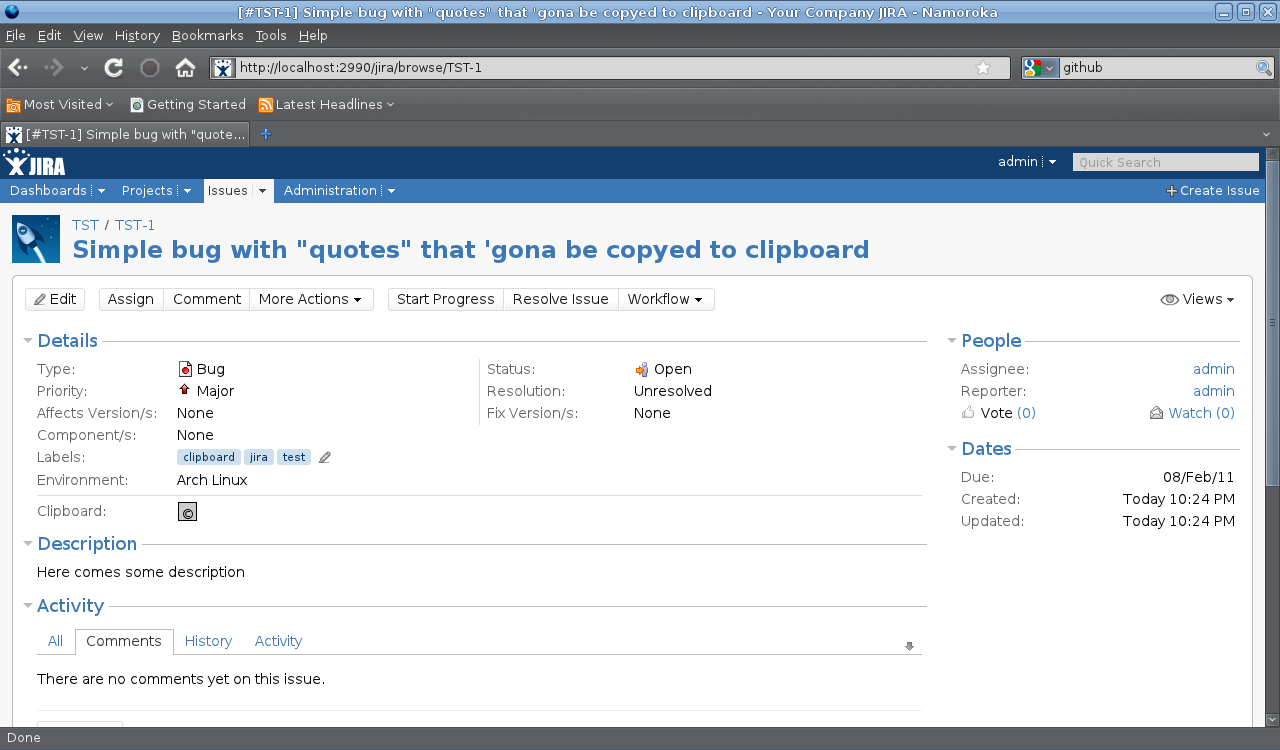 [#TST-1] Simple bug with "quotes" that 'gona be copyed to clipboard - Your Company JIRA - Namoroka
File Edit View History Bookmarks Tools Help
http://localhost:2990/jira/browse/TST-1
github
Most Visited Getting Started Latest Headlines
[#TST-1] Simple bug with "quote...
JIRA
admin
Quick Search
Dashboards Projects Issues Administration
Create Issue
TST / TST-1
Simple bug with "quotes" that 'gona be copyed to clipboard
Edit Assign Comment More Actions Start Progress Resolve Issue Workflow
Views
Details
Type: Bug
Priority: Major
Affects Version/s: None
Component/s: None
Labels: clipboard jira test
Environment: Arch Linux
Clipboard: ©
Status: Open
Resolution: Unresolved
Fix Version/s: None
People
Assignee: admin
Reporter: admin
Vote (0) Watch (0)
Dates
Due: 08/Feb/11
Created: Today 10:24 PM
Updated: Today 10:24 PM
Description
Here comes some description
Activity
All Comments History Activity
There are no comments yet on this issue.
Done